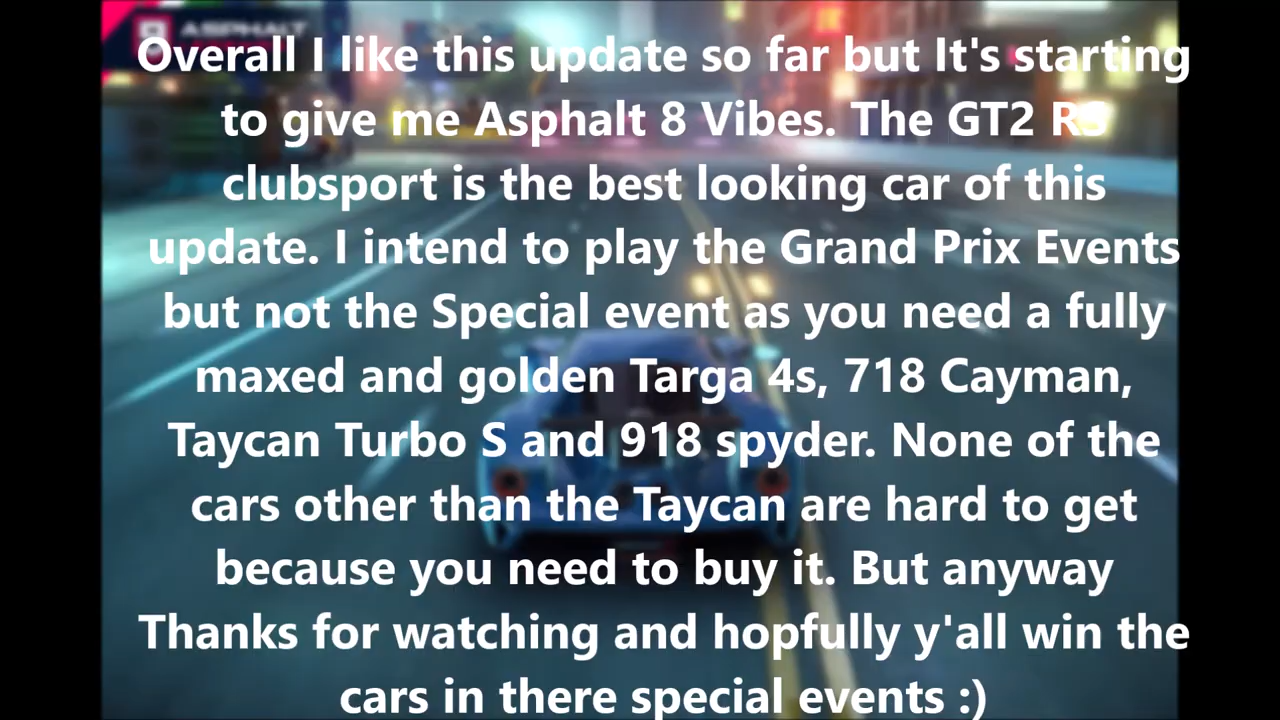 ASPHALT
Overall I like this update so far but It's starting
to give me Asphalt 8 Vibes. The GT2 RS
clubsport is the best looking car of this
update. I intend to play the Grand Prix Events
but not the Special event as you need a fully
maxed and golden Targa 4s, 718 Cayman,
Taycan Turbo S and 918 spyder. None of the
cars other than the Taycan are hard to get
because you need to buy it. But anyway
Thanks for watching and hopfully y'all win the
cars in there special events :)